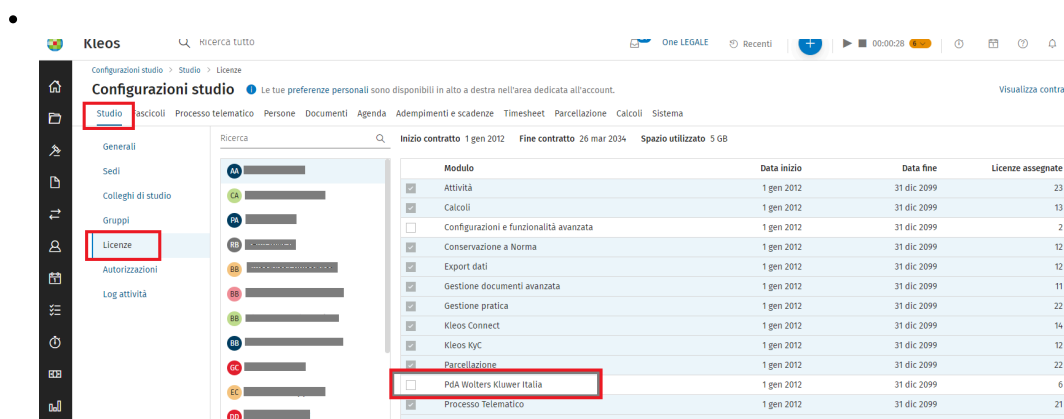 Kleos Ricerca tutto One LEGALE Recenti + 00:00:28 6
Configurazioni studio > Studio > Licenze
Configurazioni studio Le tue preferenze personali sono disponibili in alto a destra nell'area dedicata all'account. Visualizza contra
Studio Fascicoli Processo telematico Persone Documenti Agenda Adempimenti e scadenze Timesheet Parcellazione Calcoli Sistema
Generali
Sedi
Colleghi di studio
Gruppi
Licenze
Autorizzazioni
Log attività
Ricerca
AA
CA
PA
RB
BB
BB
BB
BB
GC
EC
DD
Inizio contratto 1 gen 2012 Fine contratto 26 mar 2034 Spazio utilizzato 5 GB
Modulo Data inizio Data fine Licenze assegnate
Attività 1 gen 2012 31 dic 2099 23
Calcoli 1 gen 2012 31 dic 2099 13
Configurazioni e funzionalità avanzata 1 gen 2012 31 dic 2099 2
Conservazione a Norma 1 gen 2012 31 dic 2099 12
Export dati 1 gen 2012 31 dic 2099 12
Gestione documenti avanzata 1 gen 2012 31 dic 2099 11
Gestione pratica 1 gen 2012 31 dic 2099 22
Kleos Connect 1 gen 2012 31 dic 2099 14
Kleos KyC 1 gen 2012 31 dic 2099 12
Parcellazione 1 gen 2012 31 dic 2099 22
PdA Wolters Kluwer Italia 1 gen 2012 31 dic 2099 6
Processo Telematico 1 gen 2012 31 dic 2099 21